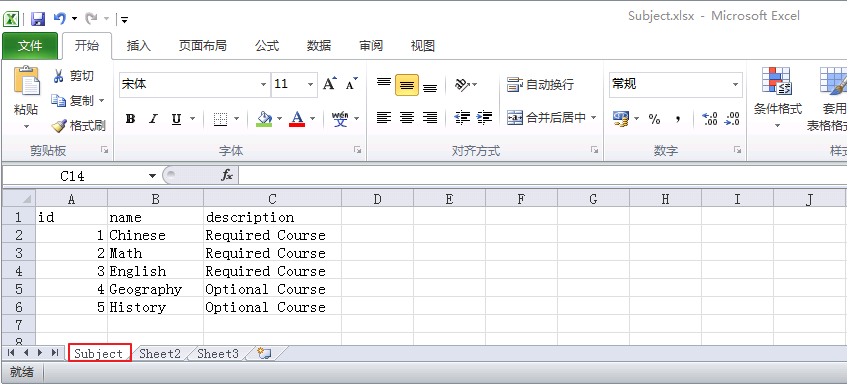 Subject.xlsx - Microsoft Excel
文件 开始 插入 页面布局 公式 数据 审阅 视图
粘贴 剪切 复制 格式刷 剪贴板
宋体 11 A A B I U A wén 文 字体
自动换行 合并后居中 对齐方式
常规 % , .0 .00 .00 .0 数字
条件格式 套用 表格格式 样式
C14 fx
A B C D E F G H I J
1 id name description
2 1 Chinese Required Course
3 2 Math Required Course
4 3 English Required Course
5 4 Geography Optional Course
6 5 History Optional Course
7
8
Subject Sheet2 Sheet3
就绪